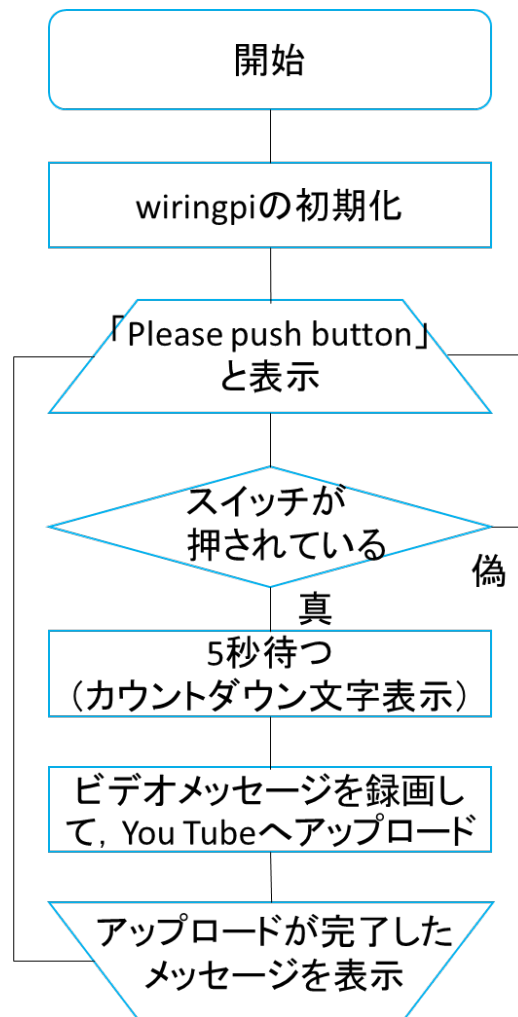 開始
wiringpiの初期化
「Please push button」
と表示
スイッチが
押されている
偽
真
5秒待つ
（カウントダウン文字表示）
ビデオメッセージを録画し
て，You Tubeへアップロード
アップロードが完了した
メッセージを表示